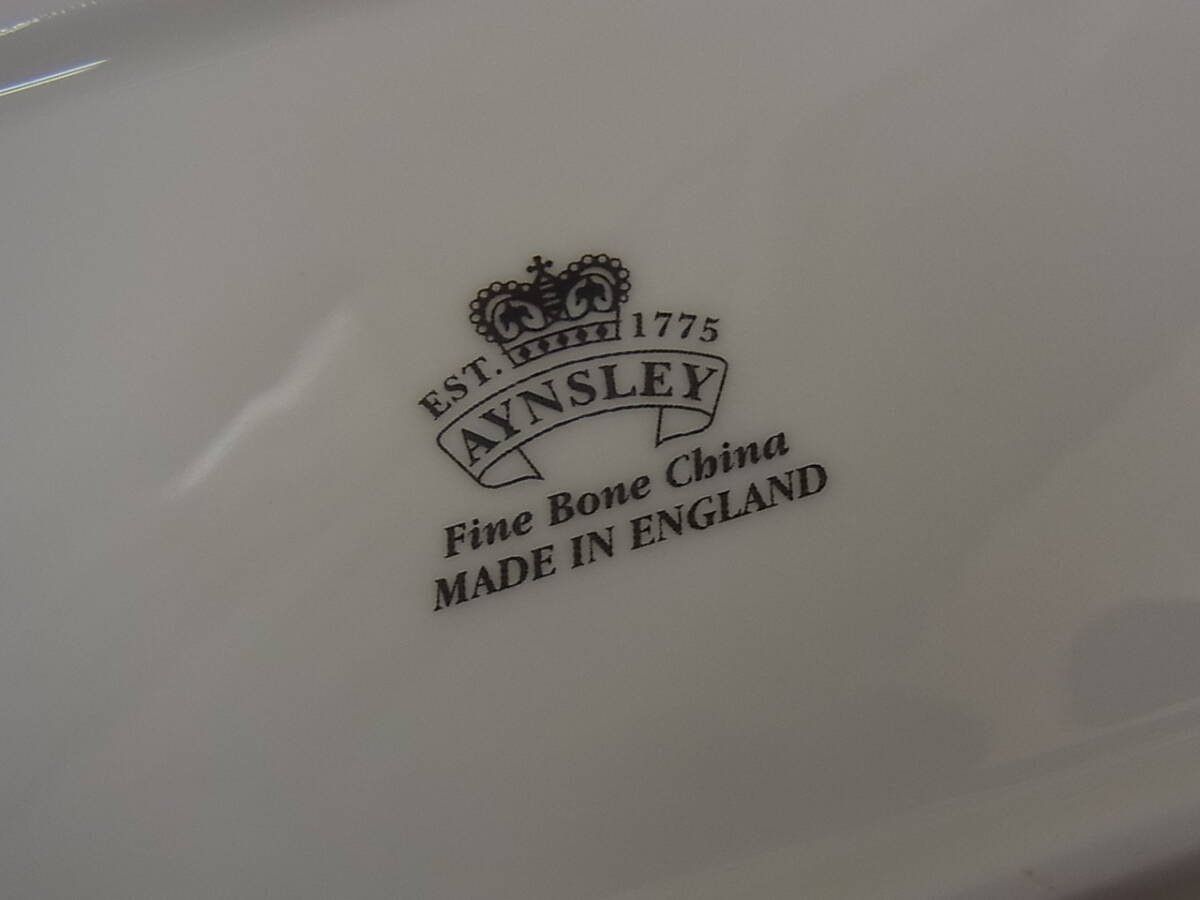 EST. 1775
AYNSLEY
Fine Bone China
MADE IN ENGLAND